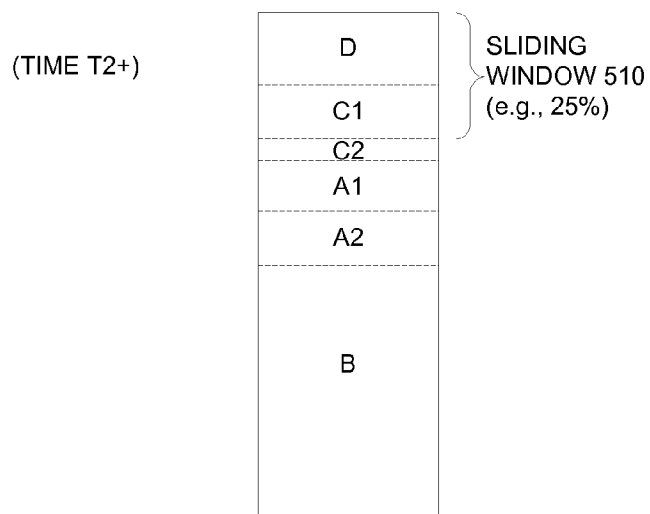 (TIME T2+)
D
SLIDING
WINDOW 510
(e.g., 25%)
C1
C2
A1
A2
B